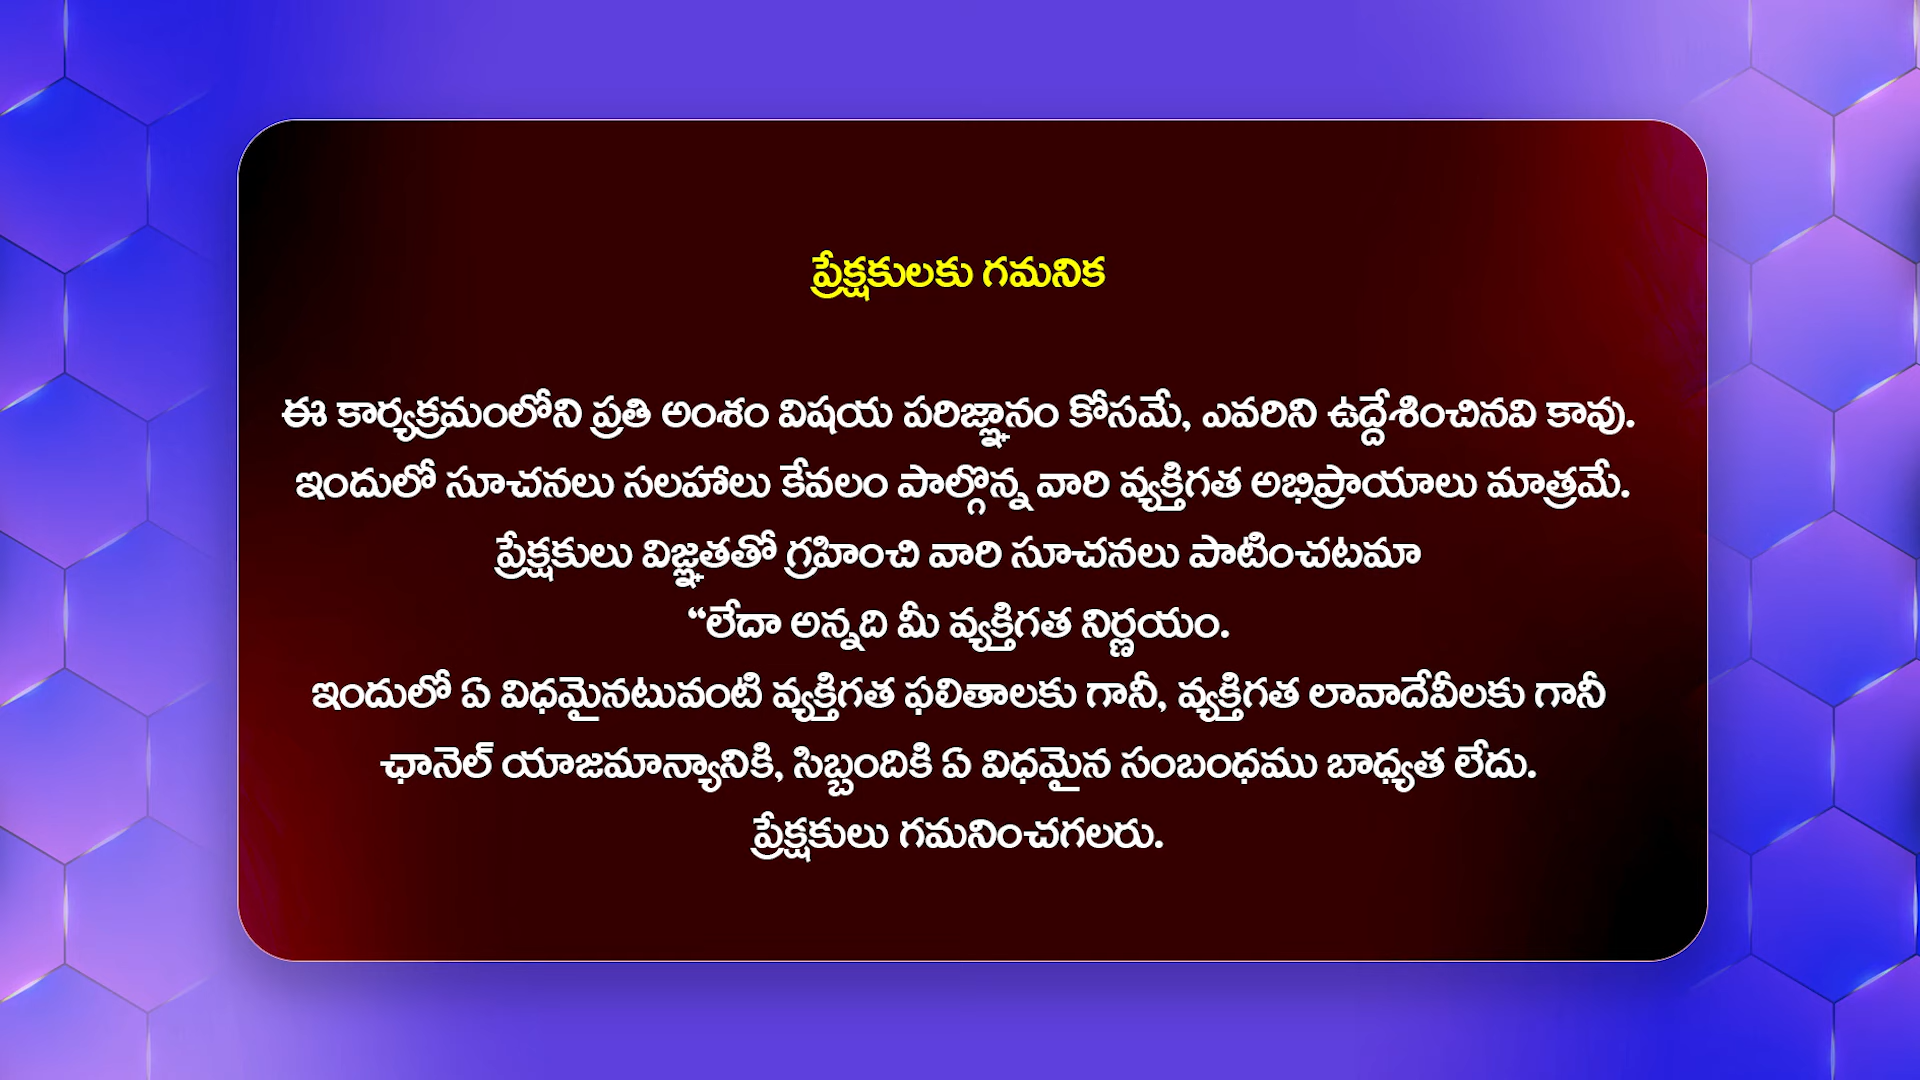 ప్రేక్షకులకు గమనిక
ఈ కార్యక్రమంలోని ప్రతి అంశం విషయ పరిజ్ఞానం కోసమే, ఎవరిని ఉద్దేశించినవి కావు.
ఇందులో సూచనలు సలహాలు కేవలం పాల్గొన్న వారి వ్యక్తిగత అభిప్రాయాలు మాత్రమే.
ప్రేక్షకులు విజ్ఞతతో గ్రహించి వారి సూచనలు పాటించటమా
“లేదా అన్నది మీ వ్యక్తిగత నిర్ణయం.
ఇందులో ఏ విధమైనటువంటి వ్యక్తిగత ఫలితాలకు గానీ, వ్యక్తిగత లావాదేవీలకు గానీ
ఛానెల్ యాజమాన్యానికి, సిబ్బందికి ఏ విధమైన సంబంధము బాధ్యత లేదు.
ప్రేక్షకులు గమనించగలరు.